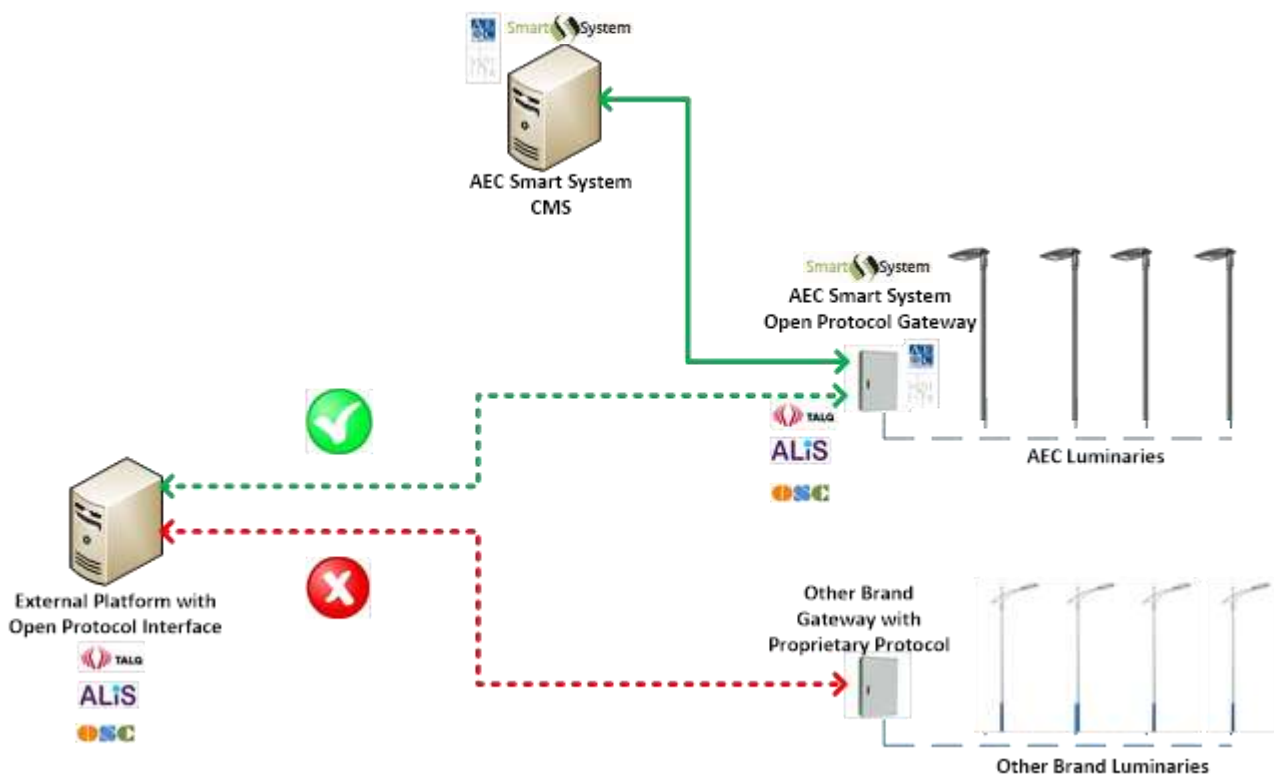 Smart System
AEC Smart System
CMS
Smart System
AEC Smart System
Open Protocol Gateway
TALQ
ALiS
OSC
AEC Luminaries
External Platform with
Open Protocol Interface
TALQ
ALiS
OSC
Other Brand
Gateway with
Proprietary Protocol
Other Brand Luminaries